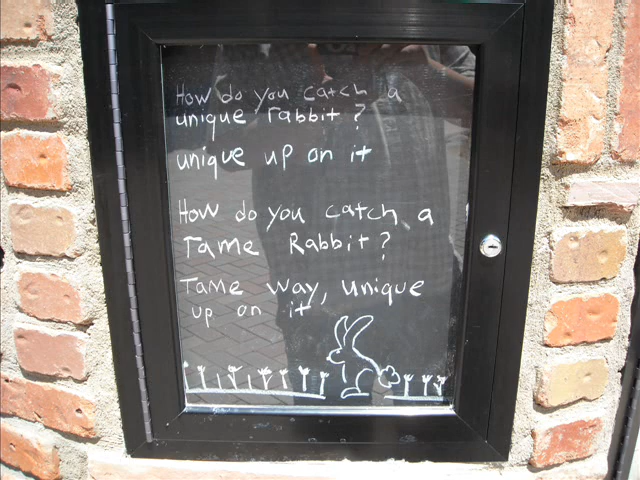 How do you catch a
unique rabbit?
unique up on it
How do you catch a
Tame Rabbit?
Tame way, unique
up on it